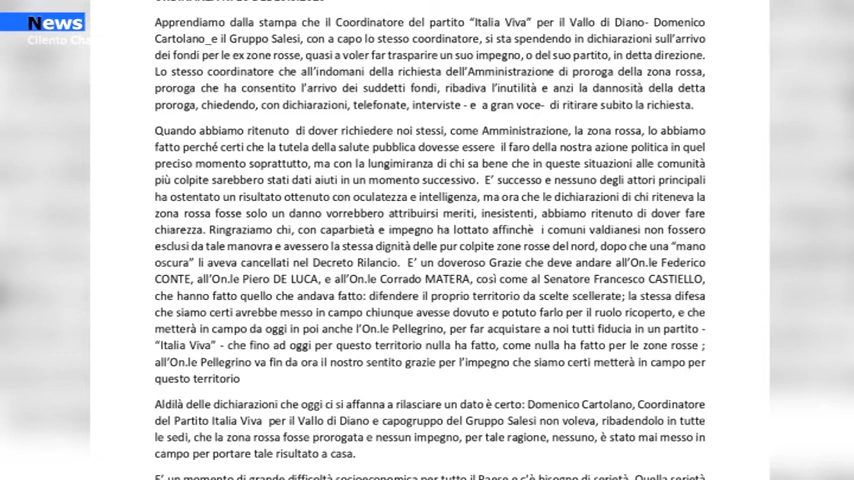 News
Cilento Cha
Apprendiamo dalla stampa che il Coordinatore del partito “Italia Viva” per il Vallo di Diano- Domenico
Cartolano_e il Gruppo Salesi, con a capo lo stesso coordinatore, si sta spendendo in dichiarazioni sull’arrivo
dei fondi per le ex zone rosse, quasi a voler far trasparire un suo impegno, o del suo partito, in detta direzione.
Lo stesso coordinatore che all’indomani della richiesta dell’Amministrazione di proroga della zona rossa,
proroga che ha consentito l’arrivo dei suddetti fondi, ribadiva l’inutilità e anzi la dannosità della detta
proroga, chiedendo, con dichiarazioni, telefonate, interviste - e a gran voce- di ritirare subito la richiesta.
Quando abbiamo ritenuto di dover richiedere noi stessi, come Amministrazione, la zona rossa, lo abbiamo
fatto perché certi che la tutela della salute pubblica dovesse essere il faro della nostra azione politica in quel
preciso momento soprattutto, ma con la lungimiranza di chi sa bene che in queste situazioni alle comunità
più colpite sarebbero stati dati aiuti in un momento successivo. E’ successo e nessuno degli attori principali
ha ostentato un risultato ottenuto con oculatezza e intelligenza, ma ora che le dichiarazioni di chi riteneva la
zona rossa fosse solo un danno vorrebbero attribuirsi meriti, inesistenti, abbiamo ritenuto di dover fare
chiarezza. Ringraziamo chi, con caparbietà e impegno ha lottato affinchè i comuni valdianesi non fossero
esclusi da tale manovra e avessero la stessa dignità delle pur colpite zone rosse del nord, dopo che una “mano
oscura” li aveva cancellati nel Decreto Rilancio. E’ un doveroso Grazie che deve andare all’On.le Federico
CONTE, all’On.le Piero DE LUCA, e all’On.le Corrado MATERA, così come al Senatore Francesco CASTIELLO,
che hanno fatto quello che andava fatto: difendere il proprio territorio da scelte scellerate; la stessa difesa
che siamo certi avrebbe messo in campo chiunque avesse dovuto e potuto farlo per il ruolo ricoperto, e che
metterà in campo da oggi in poi anche l’On.le Pellegrino, per far acquistare a noi tutti fiducia in un partito -
“Italia Viva” - che fino ad oggi per questo territorio nulla ha fatto, come nulla ha fatto per le zone rosse ;
all’On.le Pellegrino va fin da ora il nostro sentito grazie per l’impegno che siamo certi metterà in campo per
questo territorio
Aldilà delle dichiarazioni che oggi ci si affanna a rilasciare un dato è certo: Domenico Cartolano, Coordinatore
del Partito Italia Viva per il Vallo di Diano e capogruppo del Gruppo Salesi non voleva, ribadendolo in tutte
le sedi, che la zona rossa fosse prorogata e nessun impegno, per tale ragione, nessuno, è stato mai messo in
campo per portare tale risultato a casa.
E’ un momento di grande difficoltà socioeconomica per tutto il Paese e c’è bisogno di serietà. Quella serietà